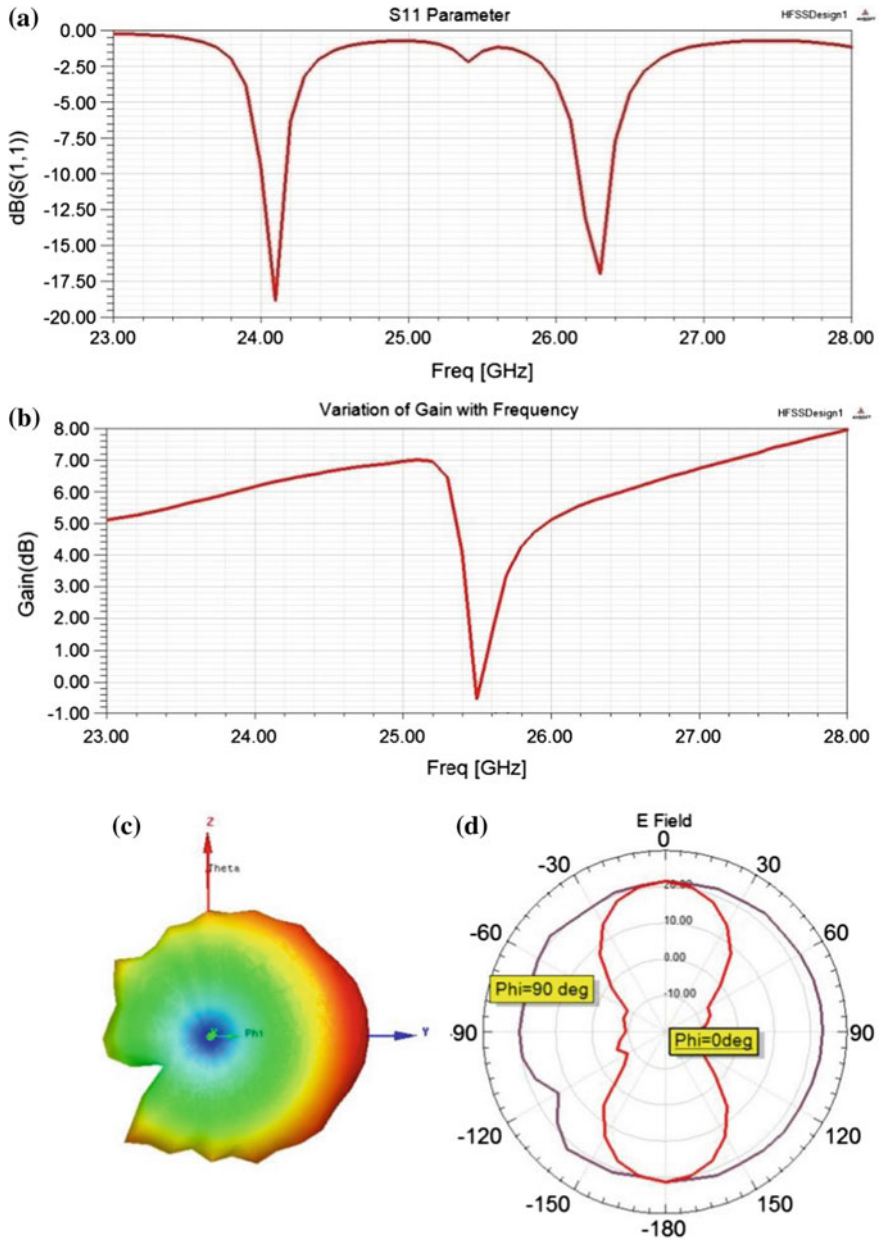 (a)
S11 Parameter
HFSSDesign1
0.00
-2.50
-5.00
-7.50
-10.00
-12.50
-15.00
-17.50
-20.00
dB(S(1,1))
23.00 24.00 25.00 26.00 27.00 28.00
Freq [GHz]
(b)
Variation of Gain with Frequency
HFSSDesign1
8.00
7.00
6.00
5.00
4.00
3.00
2.00
1.00
0.00
-1.00
Gain(dB)
23.00 24.00 25.00 26.00 27.00 28.00
Freq [GHz]
(c)
Z
Theta
Phi
Y
(d)
E Field
0
-30 30
20.00
10.00
-60 60
0.00
-10.00
Phi=90 deg
Phi=0deg
-90 90
-120 120
-150 150
-180